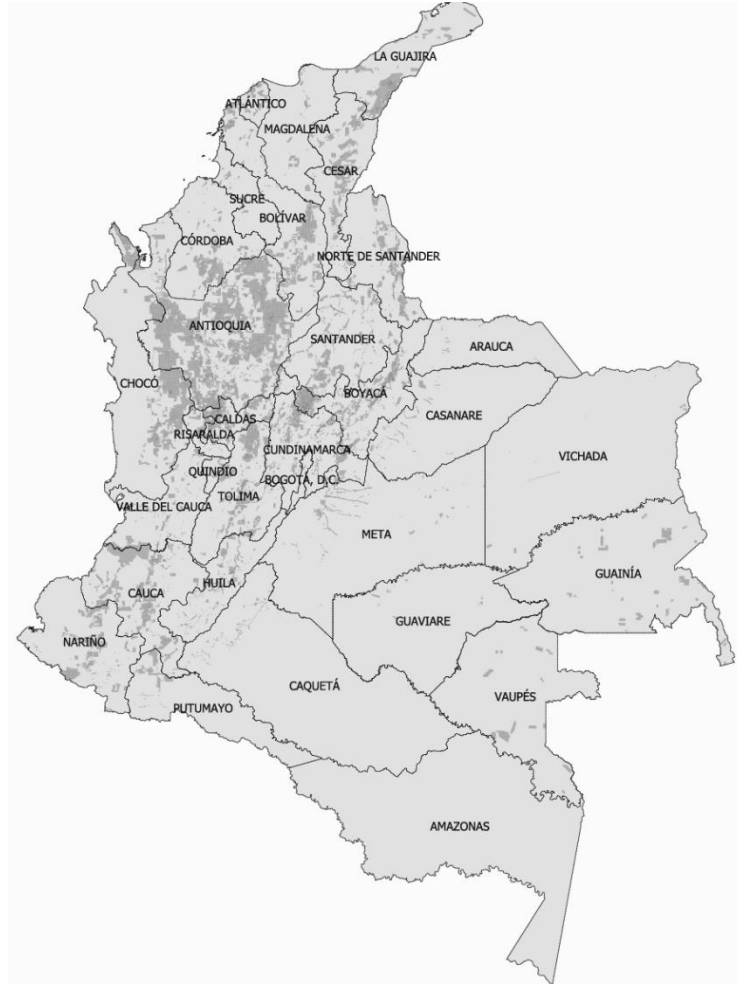 LA GUAJIRA
ATLÁNTICO
MAGDALENA
CESAR
SUCRE
BOLÍVAR
CÓRDOBA
NORTE DE SANTANDER
ANTIOQUIA
SANTANDER
ARAUCA
CHOCÓ
BOYACÁ
CASANARE
CALDAS
RISARALDA
CUNDINAMARCA
VICHADA
QUINDIO
BOGOTÁ, D.C.
TOLIMA
VALLE DEL CAUCA
META
GUAINÍA
HUILA
CAUCA
GUAVIARE
NARIÑO
CAQUETÁ
VAUPÉS
PUTUMAYO
AMAZONAS